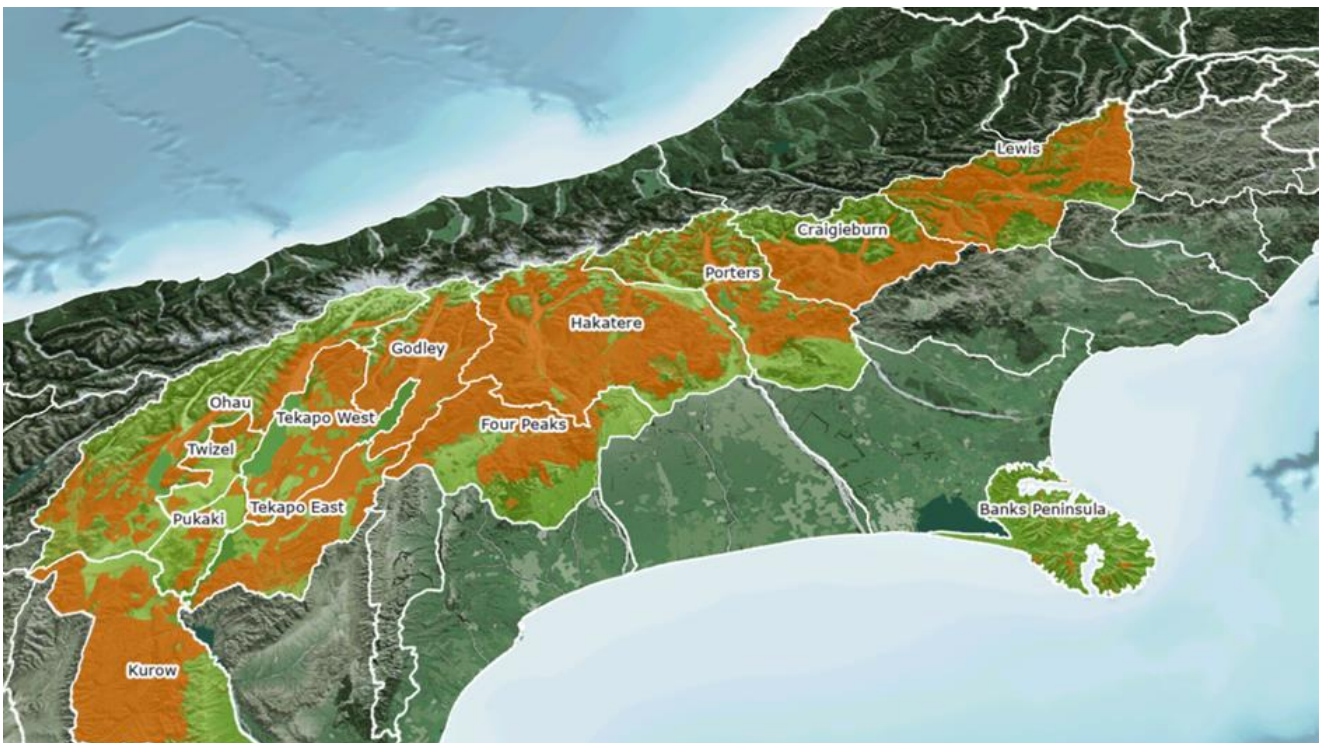 Lewis
Craigieburn
Porters
Hakatere
Godley
Ohau
Tekapo West
Four Peaks
Twizel
Tekapo East
Pukaki
Banks Peninsula
Kurow